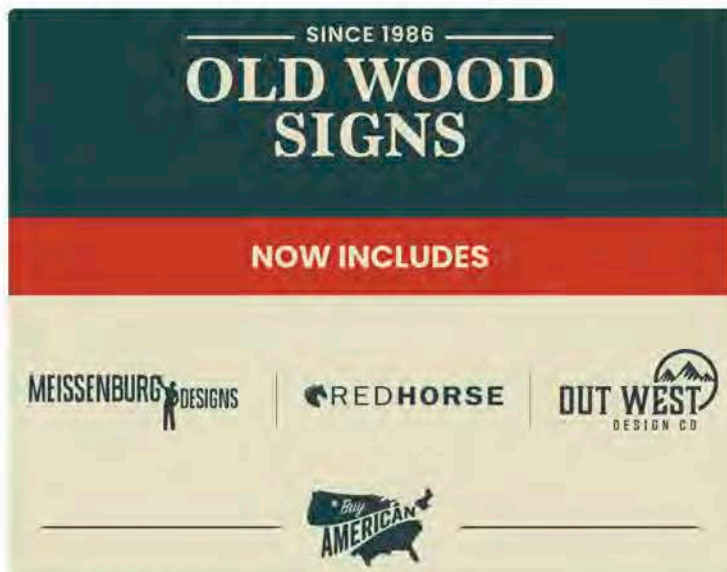 SINCE 1986
OLD WOOD
SIGNS
NOW INCLUDES
MEISSENBURG DESIGNS
REDHORSE
OUT WEST
DESIGN CO
Buy
AMERICAN